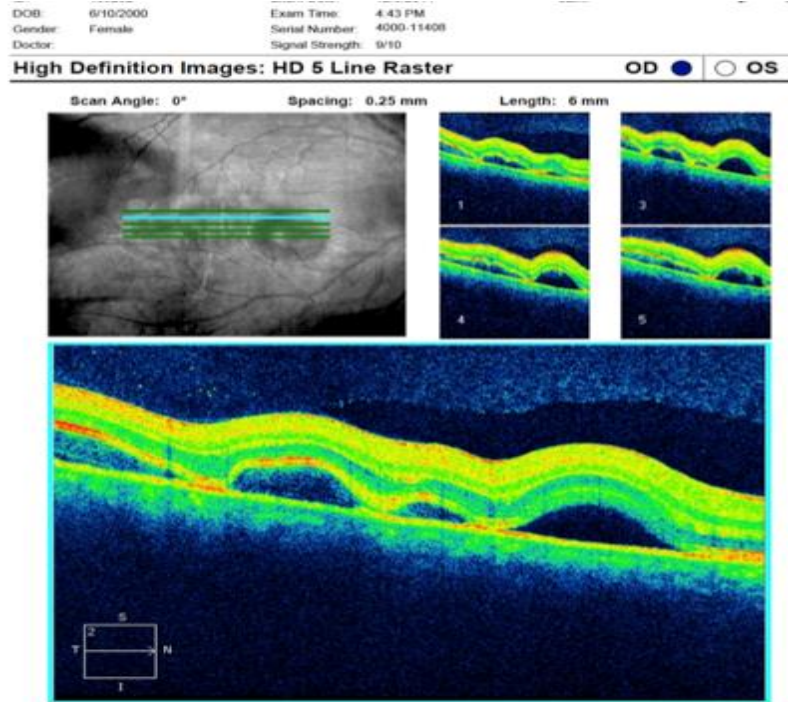 DOB: 6/10/2000 Exam Time: 4:43 PM
Gender: Female Serial Number: 4000-11408
Doctor: Signal Strength: 9/10
High Definition Images: HD 5 Line Raster OD OS
Scan Angle: 0° Spacing: 0.25 mm Length: 6 mm
1 3
4 5
S
2
T N
I